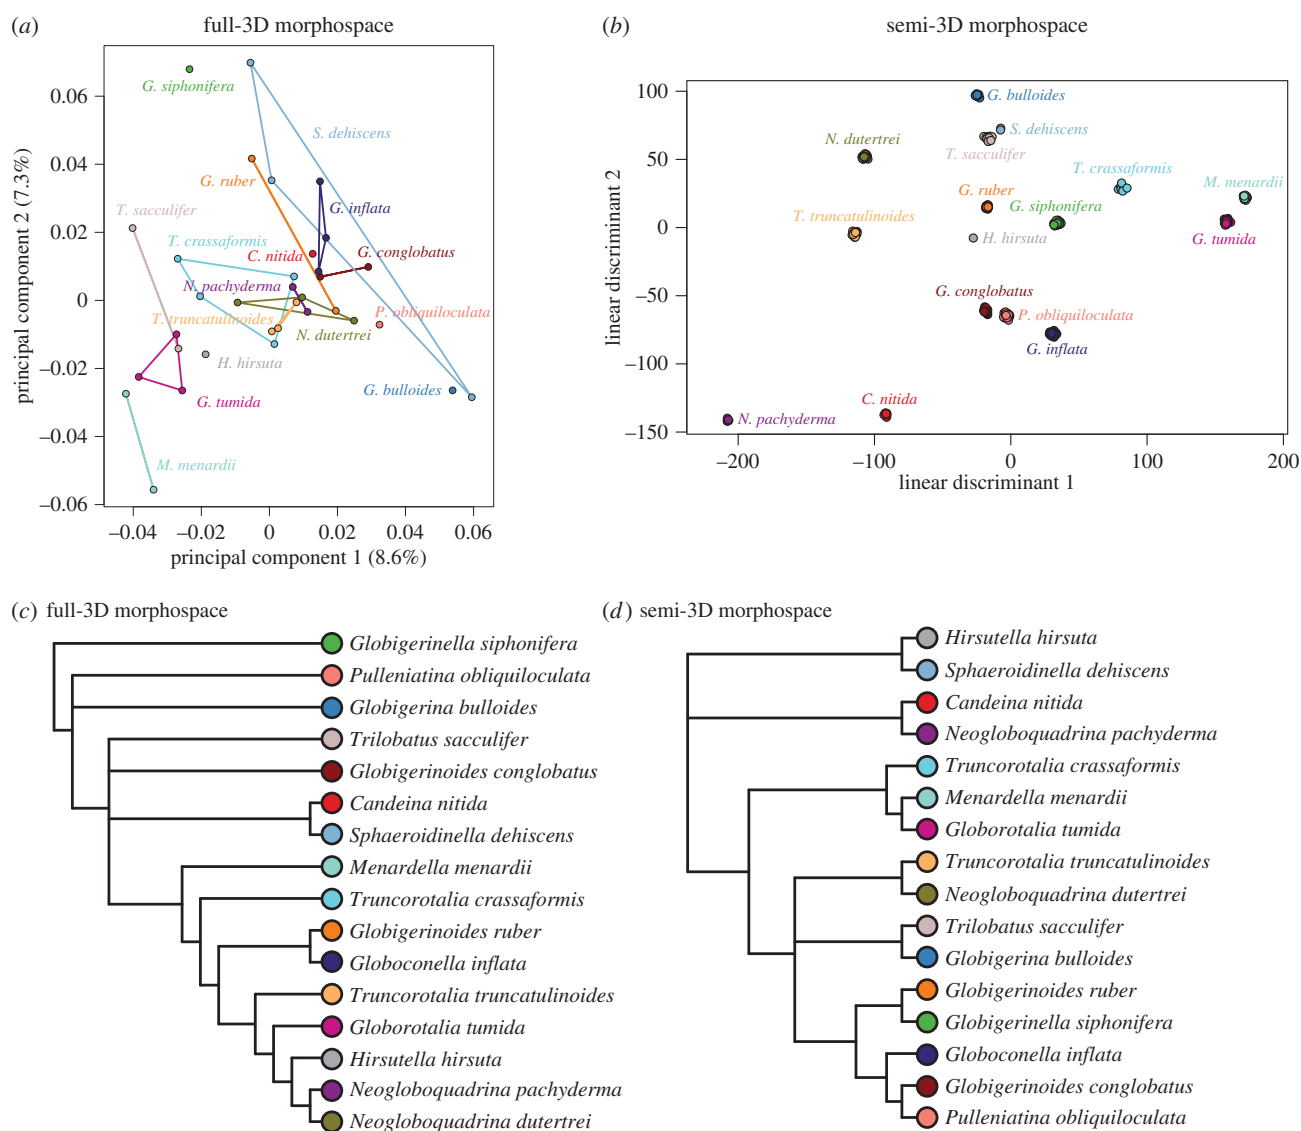 (a) full-3D morphospace
principal component 2 (7.3%)
0.06
0.04
0.02
0
–0.02
–0.04
–0.06
–0.04 –0.02 0 0.02 0.04 0.06
principal component 1 (8.6%)
G. siphonifera
S. dehiscens
G. ruber
G. inflata
T. sacculifer
T. crassaformis
C. nitida
G. conglobatus
N. pachyderma
P. obliquiloculata
T. truncatulinoides
N. dutertrei
H. hirsuta
G. bulloides
G. tumida
M. menardii
(b) semi-3D morphospace
linear discriminant 2
100
50
0
–50
–100
–150
–200 –100 0 100 200
linear discriminant 1
G. bulloides
S. dehiscens
N. dutertrei
T. sacculifer
T. crassaformis
M. menardii
G. ruber
G. siphonifera
T. truncatulinoides
H. hirsuta
G. tumida
G. conglobatus
P. obliquiloculata
G. inflata
C. nitida
N. pachyderma
(c) full-3D morphospace
Globigerinella siphonifera
Pulleniatina obliquiloculata
Globigerina bulloides
Trilobatus sacculifer
Globigerinoides conglobatus
Candeina nitida
Sphaeroidinella dehiscens
Menardella menardii
Truncorotalia crassaformis
Globigerinoides ruber
Globoconella inflata
Truncorotalia truncatulinoides
Globorotalia tumida
Hirsutella hirsuta
Neogloboquadrina pachyderma
Neogloboquadrina dutertrei
(d) semi-3D morphospace
Hirsutella hirsuta
Sphaeroidinella dehiscens
Candeina nitida
Neogloboquadrina pachyderma
Truncorotalia crassaformis
Menardella menardii
Globorotalia tumida
Truncorotalia truncatulinoides
Neogloboquadrina dutertrei
Trilobatus sacculifer
Globigerina bulloides
Globigerinoides ruber
Globigerinella siphonifera
Globoconella inflata
Globigerinoides conglobatus
Pulleniatina obliquiloculata